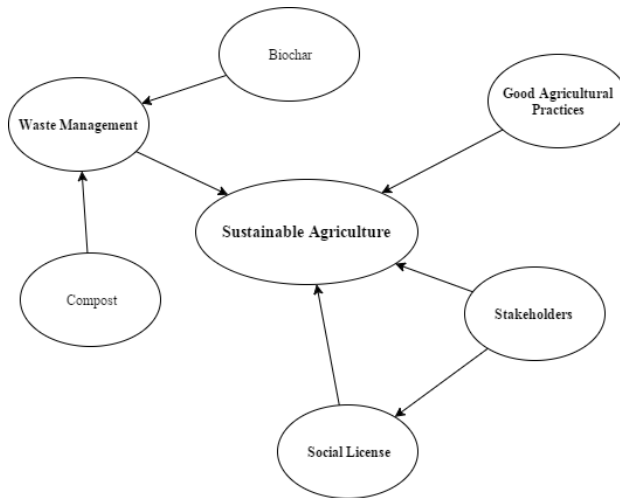 Biochar
Good Agricultural
Practices
Waste Management
Sustainable Agriculture
Compost
Stakeholders
Social License